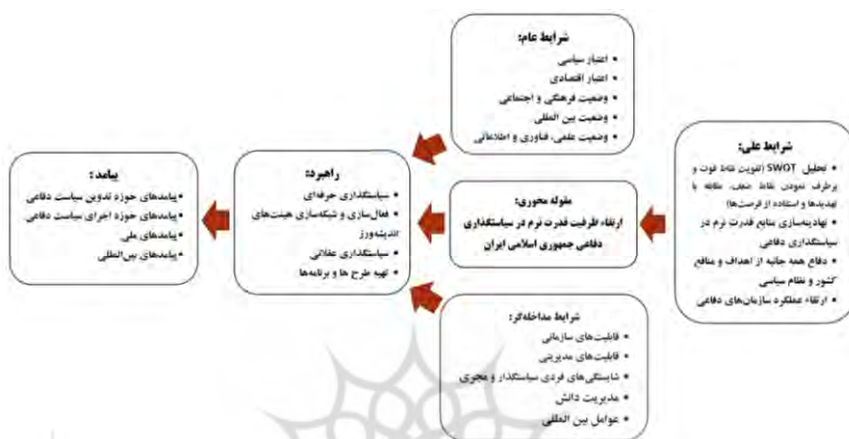 شرایط عام:
• اعتبار سیاسی
• اعتبار اقتصادی
• وضعیت فرهنگی و اجتماعی
• وضعیت بین المللی
• وضعیت علمی، فناوری و اطلاعاتی
شرایط علی:
• تحلیل SWOT (تقویت نقاط قوت و
برطرف نمودن نقاط ضعف، مقابله با
تهدیدها و استفاده از فرصت‌ها)
• نهادینه‌سازی منابع قدرت نرم در
سیاستگذاری دفاعی
• دفاع همه جانبه از اهداف و منافع
کشور و نظام سیاسی
• ارتقاء عملکرد سازمان‌های دفاعی
مقوله محوری:
ارتقاء ظرفیت قدرت نرم در سیاستگذاری
دفاعی جمهوری اسلامی ایران
راهبرد:
• سیاستگذاری حرفه‌ای
• فعال‌سازی و شبکه‌سازی هیئت‌های
اندیشه‌ورز
• سیاستگذاری عقلانی
• تهیه طرح ها و برنامه‌ها
پیامد:
• پیامدهای حوزه تدوین سیاست دفاعی
• پیامدهای حوزه اجرای سیاست دفاعی
• پیامدهای ملی
• پیامدهای بین‌المللی
شرایط مداخله‌گر:
• قابلیت‌های سازمانی
• قابلیت‌های مدیریتی
• شایستگی‌های فردی سیاستگذار و مجری
• مدیریت دانش
• عوامل بین المللی